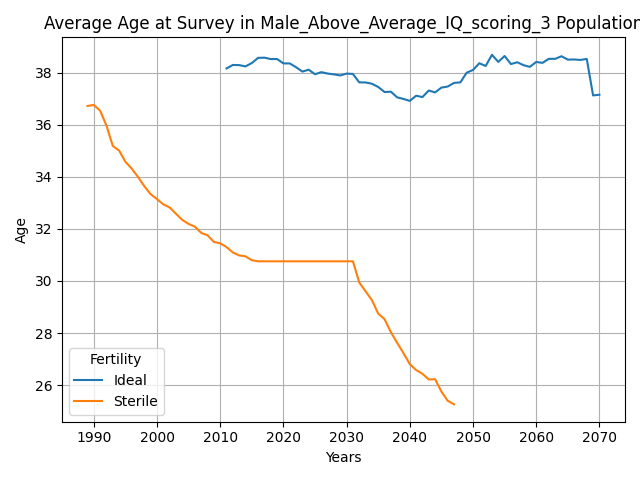 Average Age at Survey in Male_Above_Average_IQ_scoring_3 Population
Age
38
36
34
32
30
28
26
Fertility
Ideal
Sterile
1990 2000 2010 2020 2030 2040 2050 2060 2070
Years